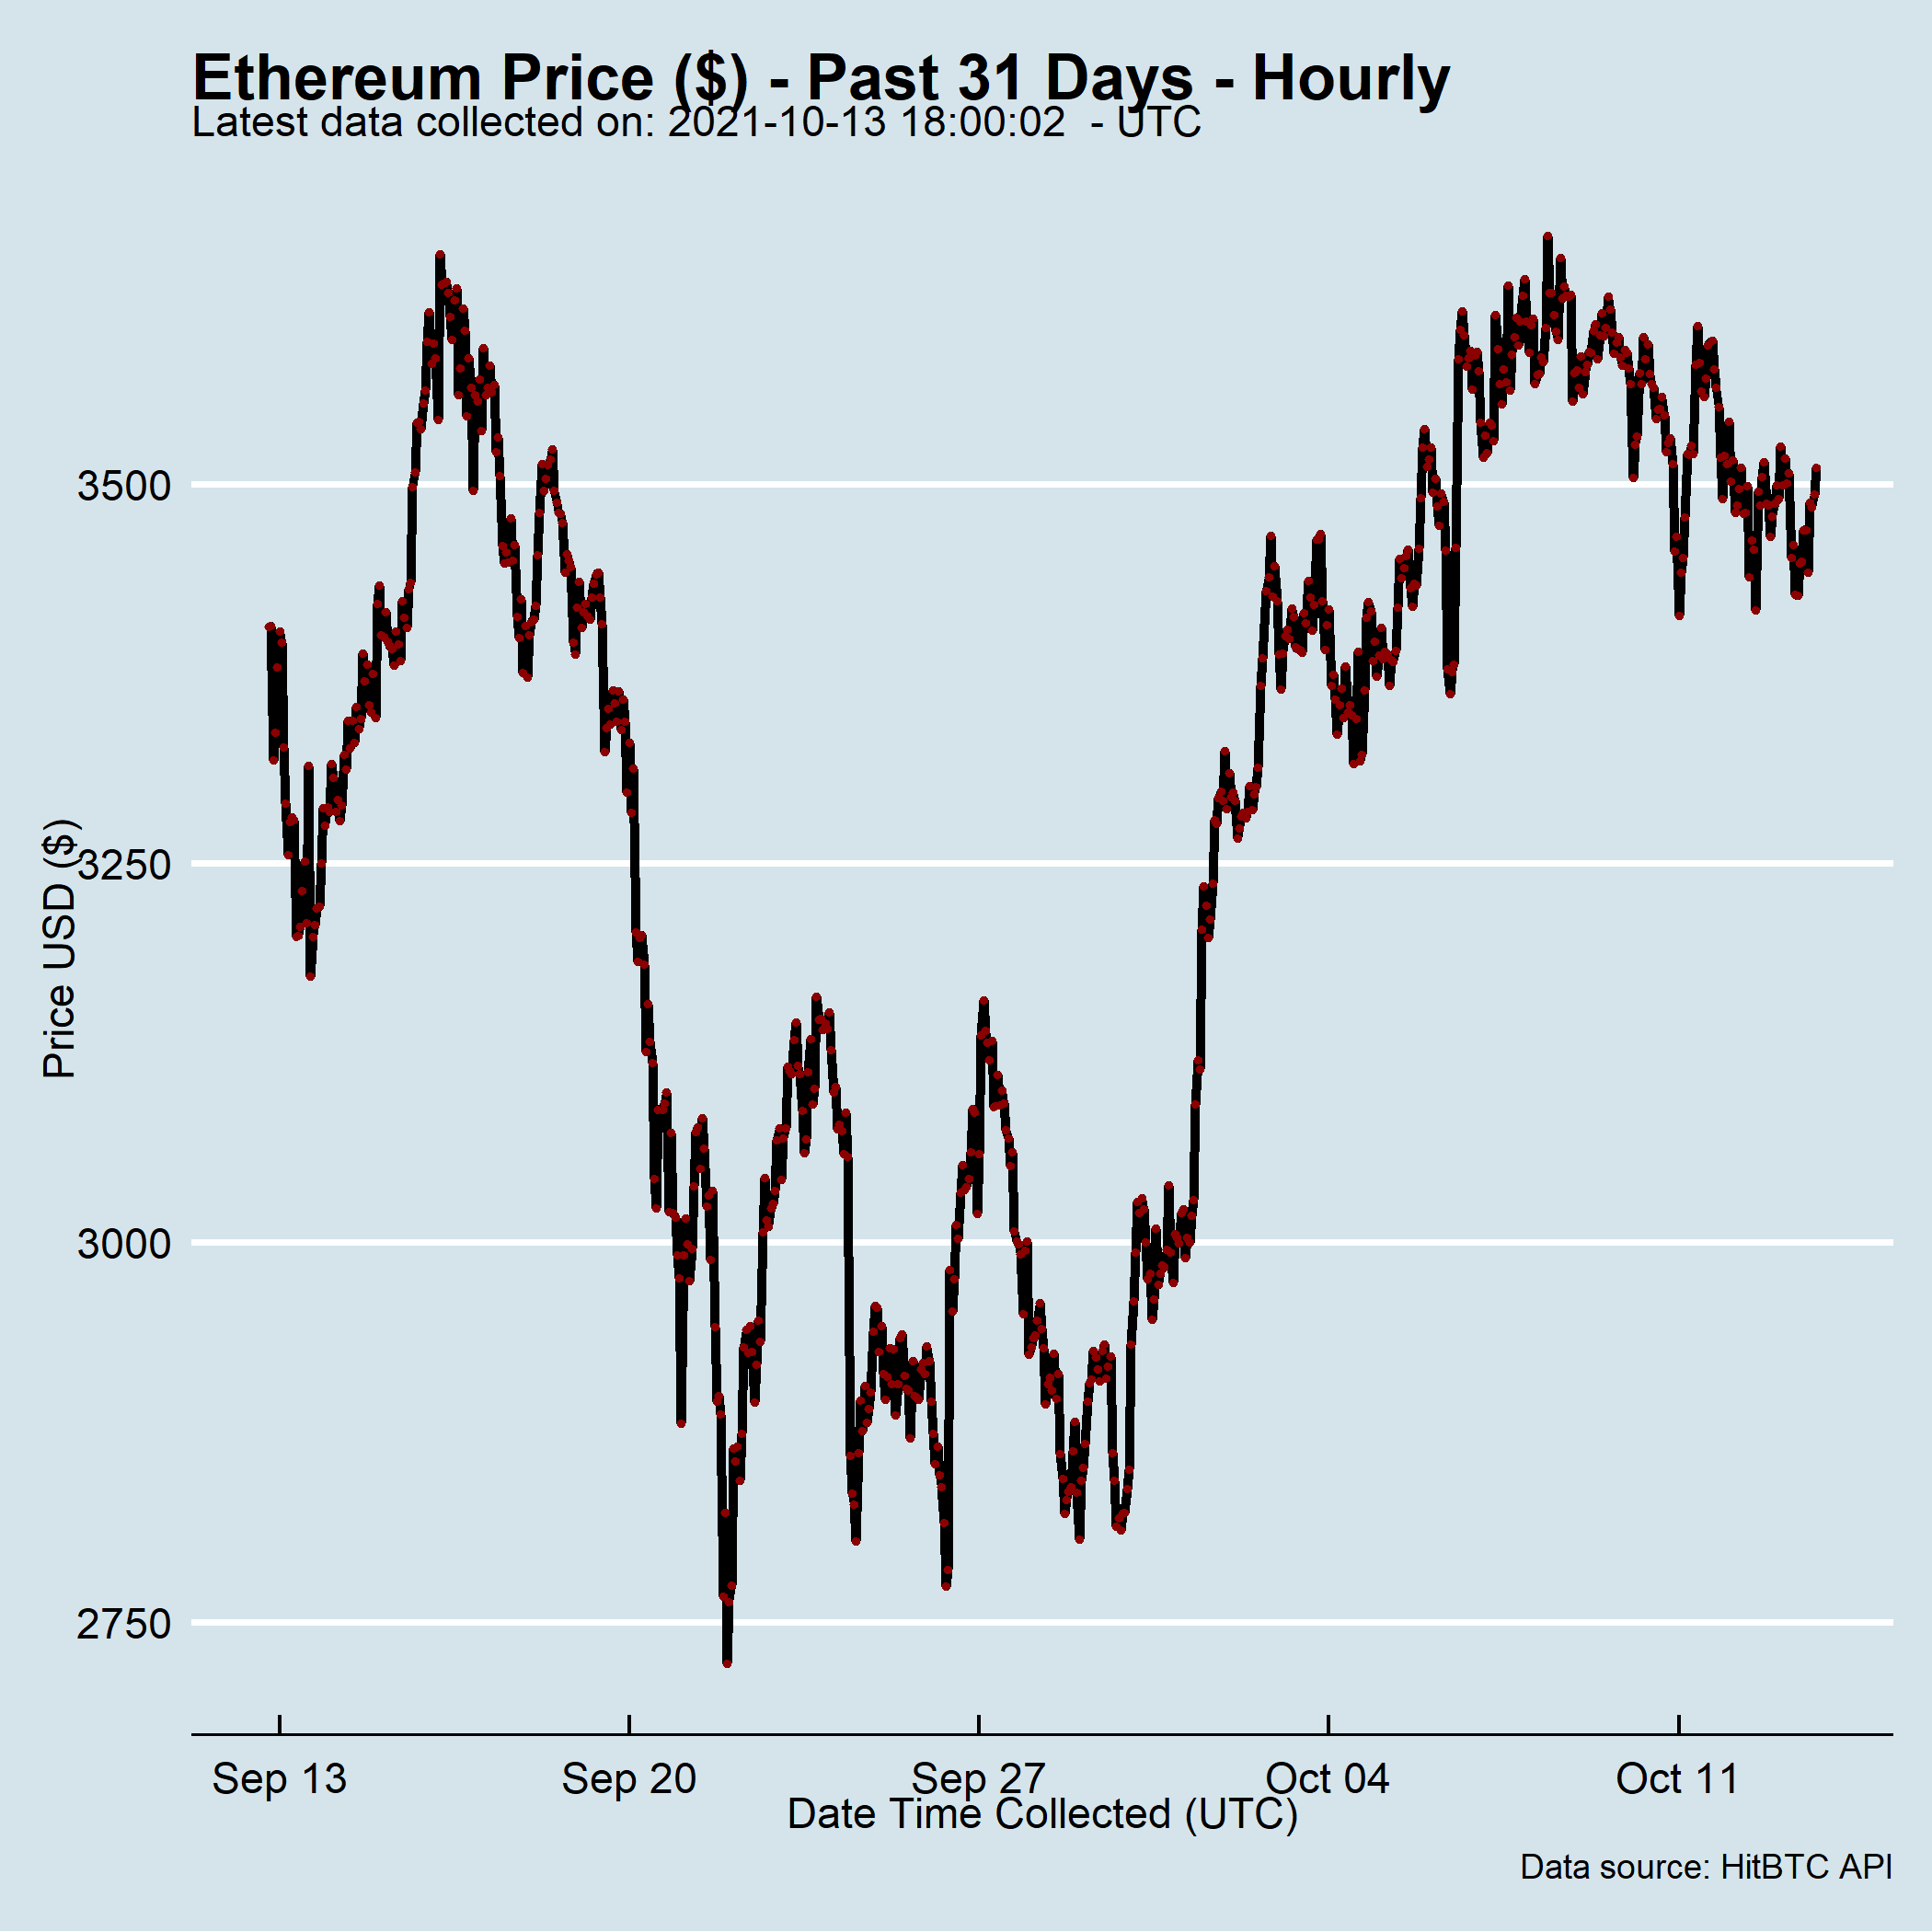 Ethereum Price ($) - Past 31 Days - Hourly
Latest data collected on: 2021-10-13 18:00:02  - UTC
Price USD ($)
3500
3250
3000
2750
Sep 13
Sep 20
Sep 27
Oct 04
Oct 11
Date Time Collected (UTC)
Data source: HitBTC API